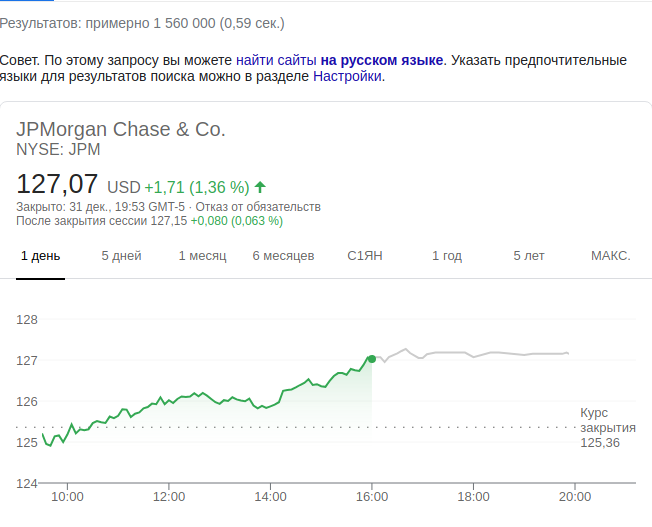 Результатов: примерно 1 560 000 (0,59 сек.)
Совет. По этому запросу вы можете найти сайты на русском языке. Указать предпочтительные
языки для результатов поиска можно в разделе Настройки.
JPMorgan Chase & Co.
NYSE: JPM
127,07 USD +1,71 (1,36 %)
Закрыто: 31 дек., 19:53 GMT-5 · Отказ от обязательств
После закрытия сессии 127,15 +0,080 (0,063 %)
1 день 5 дней 1 месяц 6 месяцев С1ЯН 1 год 5 лет МАКС.
128
127
126
Курс
закрытия
125,36
125
124
10:00 12:00 14:00 16:00 18:00 20:00